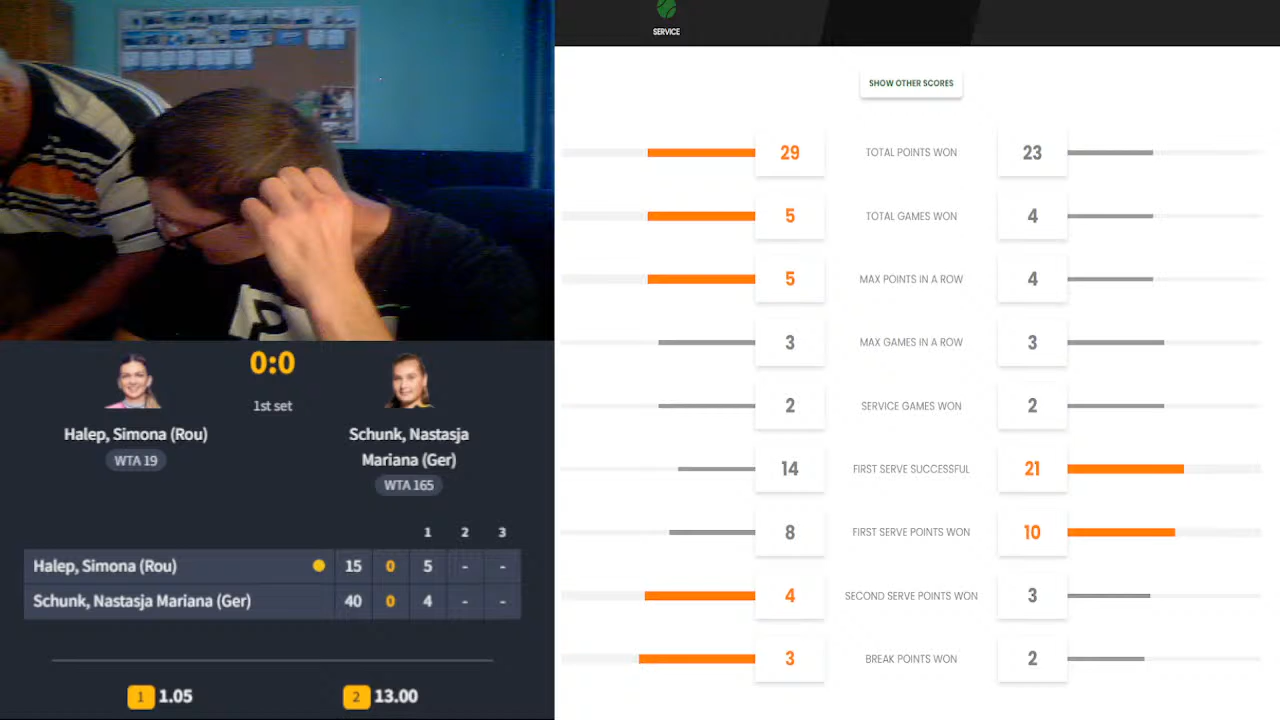 SERVICE
SHOW OTHER SCORES
29 TOTAL POINTS WON 23
5 TOTAL GAMES WON 4
5 MAX POINTS IN A ROW 4
3 MAX GAMES IN A ROW 3
2 SERVICE GAMES WON 2
14 FIRST SERVE SUCCESSFUL 21
8 FIRST SERVE POINTS WON 10
4 SECOND SERVE POINTS WON 3
3 BREAK POINTS WON 2
0:0
1st set
Halep, Simona (Rou)
WTA 19
Schunk, Nastasja
Mariana (Ger)
WTA 165
1 2 3
Halep, Simona (Rou) 15 0 5 - -
Schunk, Nastasja Mariana (Ger) 40 0 4 - -
1 1.05 2 13.00